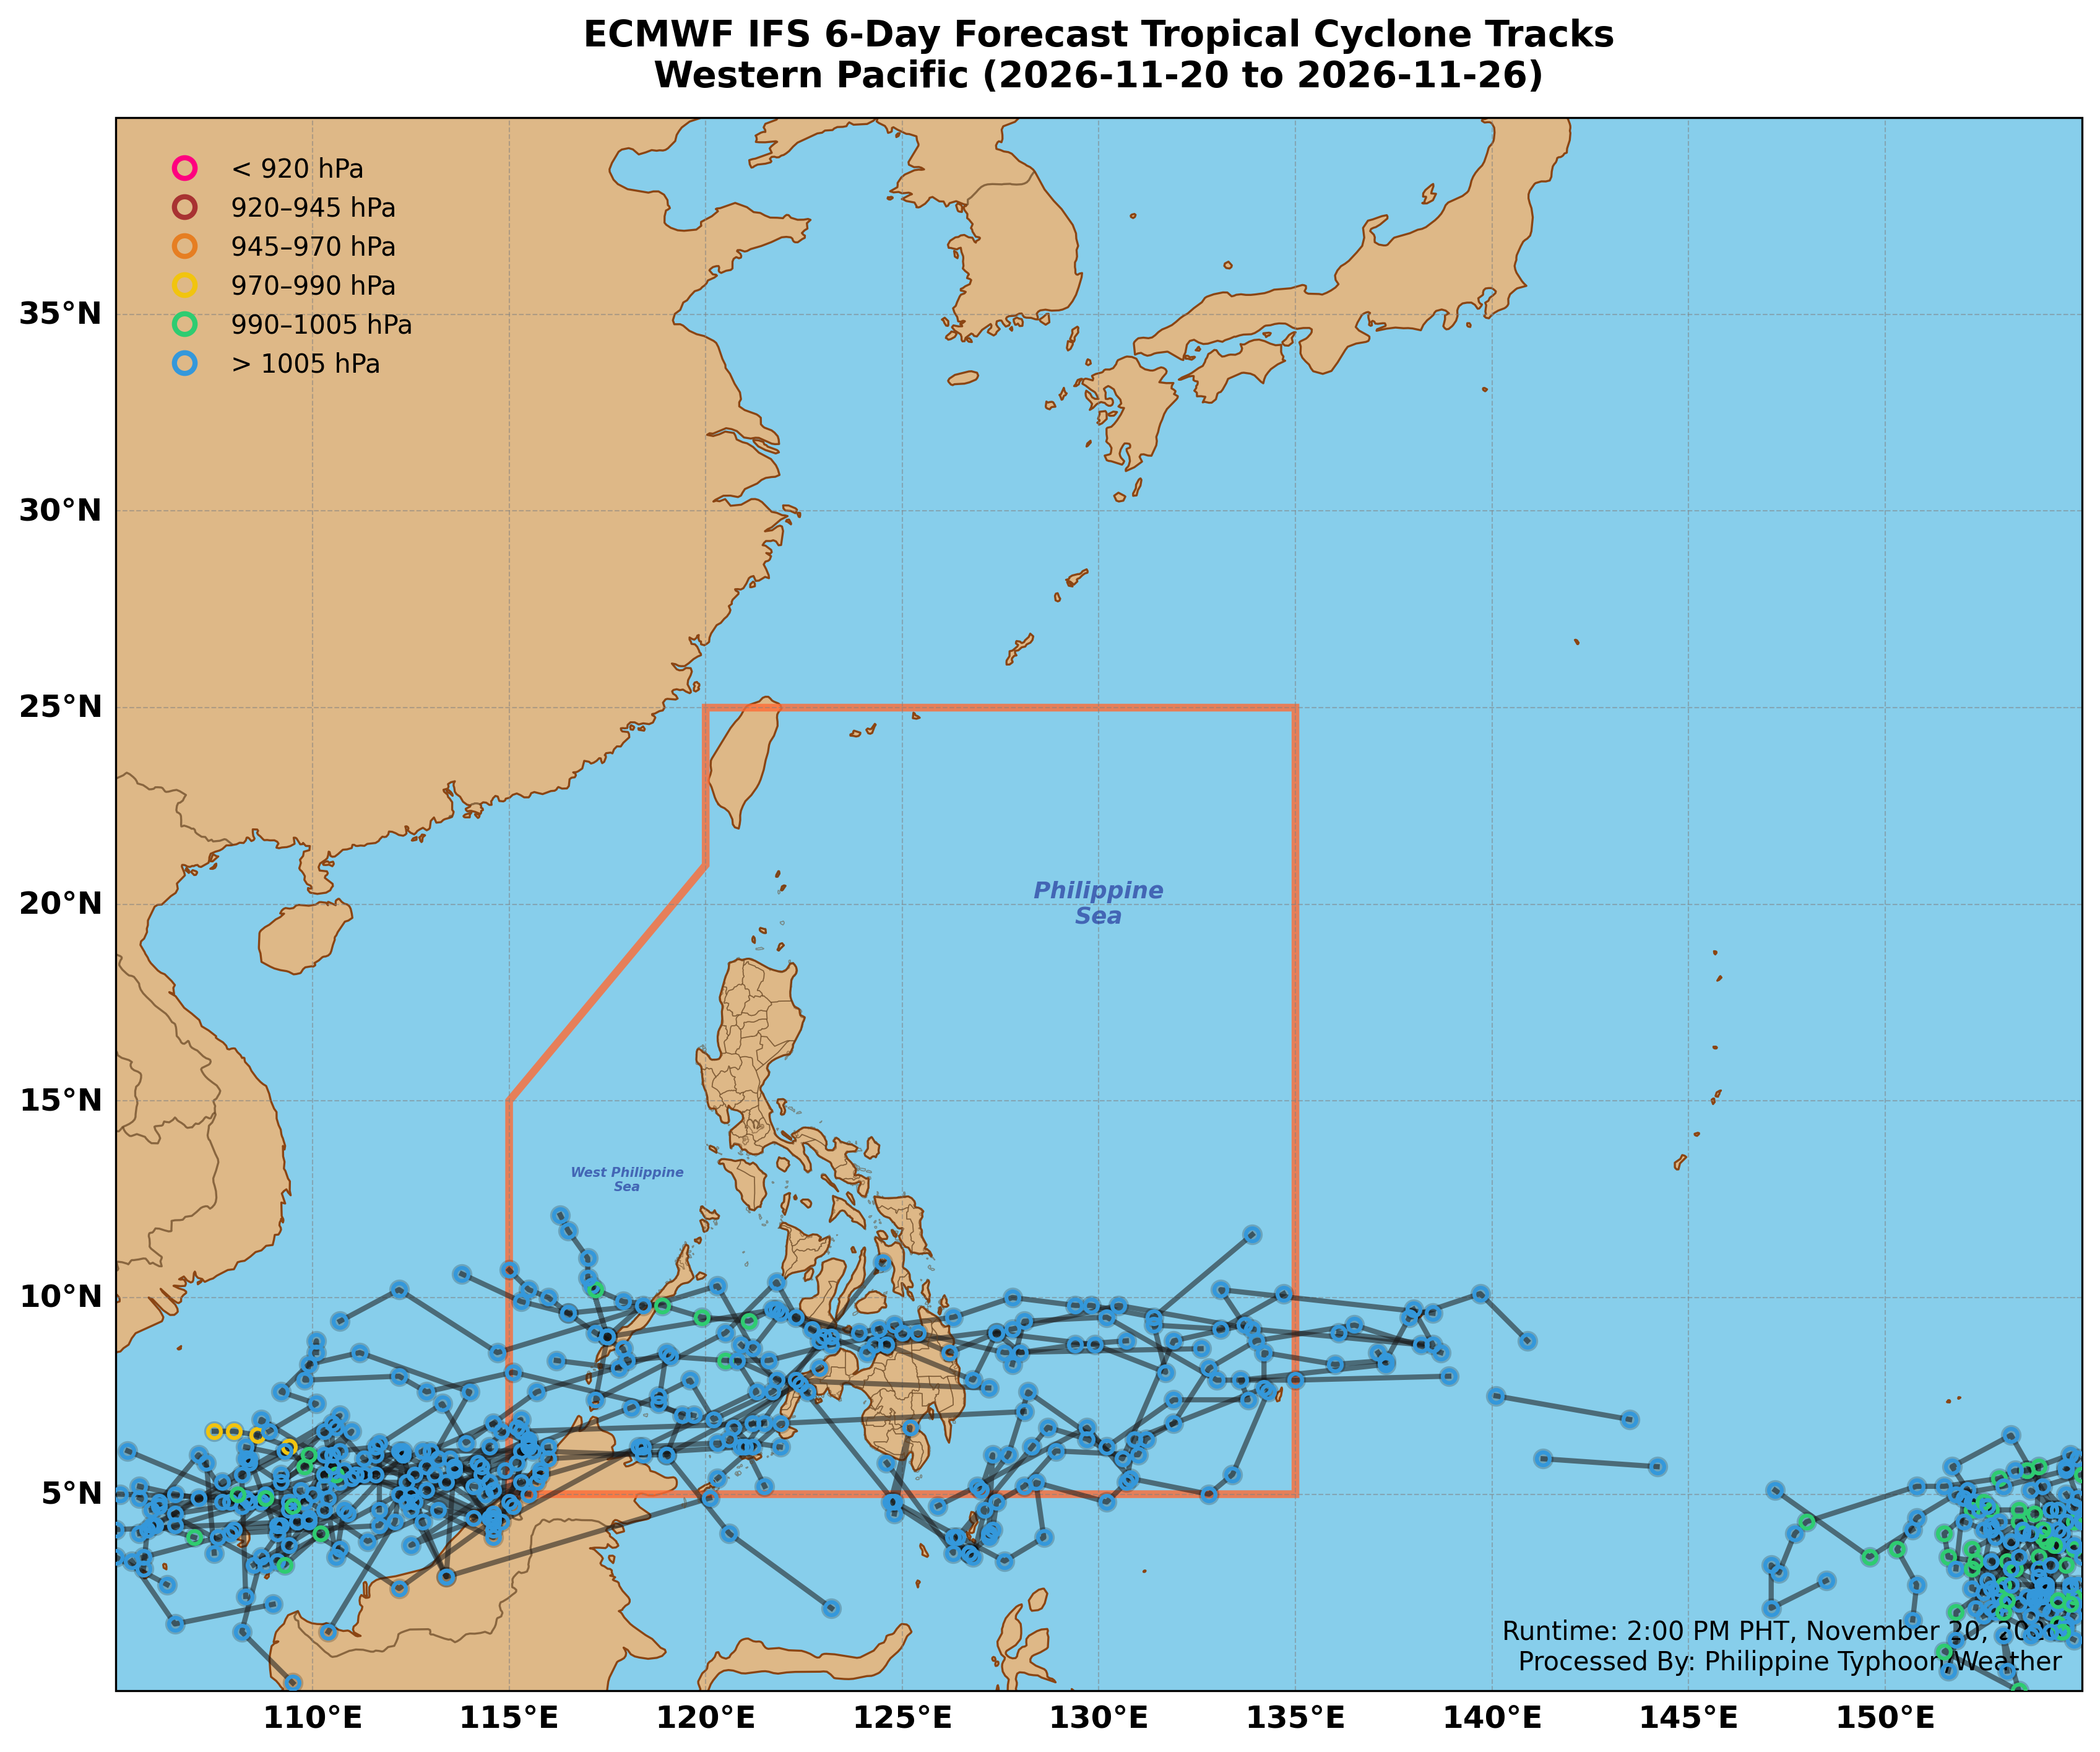 ECMWF IFS 6-Day Forecast Tropical Cyclone Tracks
Western Pacific (2026-11-20 to 2026-11-26)
< 920 hPa
920–945 hPa
945–970 hPa
970–990 hPa
990–1005 hPa
> 1005 hPa
35°N
30°N
25°N
20°N
15°N
10°N
5°N
Philippine
Sea
West Philippine
Sea
Runtime: 2:00 PM PHT, November 20,
Processed By: Philippine Typhoon/Weather
110°E
115°E
120°E
125°E
130°E
135°E
140°E
145°E
150°E